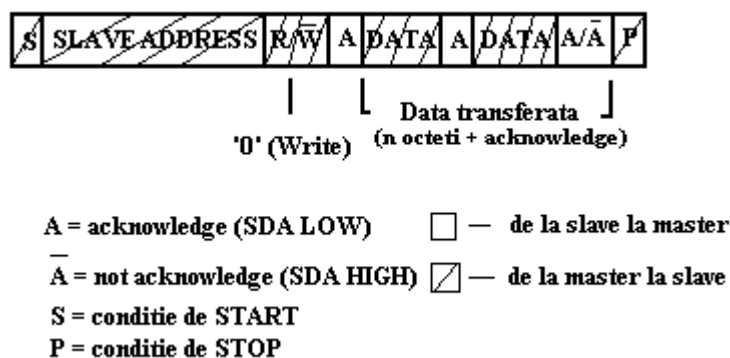 S SLAVE ADDRESS R/W̅ A DATA A DATA A/A̅ P
'0' (Write)
Data transferata
(n octeti + acknowledge)
A = acknowledge (SDA LOW)
— de la slave la master
A̅ = not acknowledge (SDA HIGH)
— de la master la slave
S = conditie de START
P = conditie de STOP